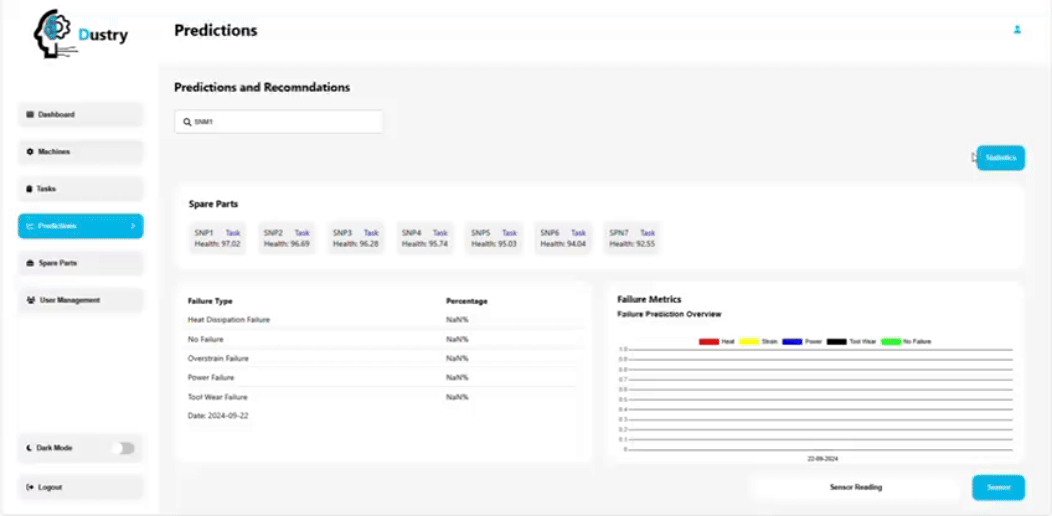 Dustry
Predictions
Predictions and Recomndations
SNM1
Statistics
Dashboard
Machines
Tasks
Predictions
Spare Parts
User Management
Dark Mode
Logout
Spare Parts
SNP1 Task
Health: 97.02
SNP2 Task
Health: 96.69
SNP3 Task
Health: 96.28
SNP4 Task
Health: 95.74
SNP5 Task
Health: 95.03
SNP6 Task
Health: 94.04
SPN7 Task
Health: 92.55
Failure Type Percentage
Heat Dissipation Failure NaN%
No Failure NaN%
Overstrain Failure NaN%
Power Failure NaN%
Tool Wear Failure NaN%
Date: 2024-09-22
Failure Metrics
Failure Prediction Overview
Heat Strain Power Tool Wear No Failure
1.0
0.9
0.8
0.7
0.6
0.5
0.4
0.3
0.2
0.1
0
22-09-2024
Sensor Reading
Sensor